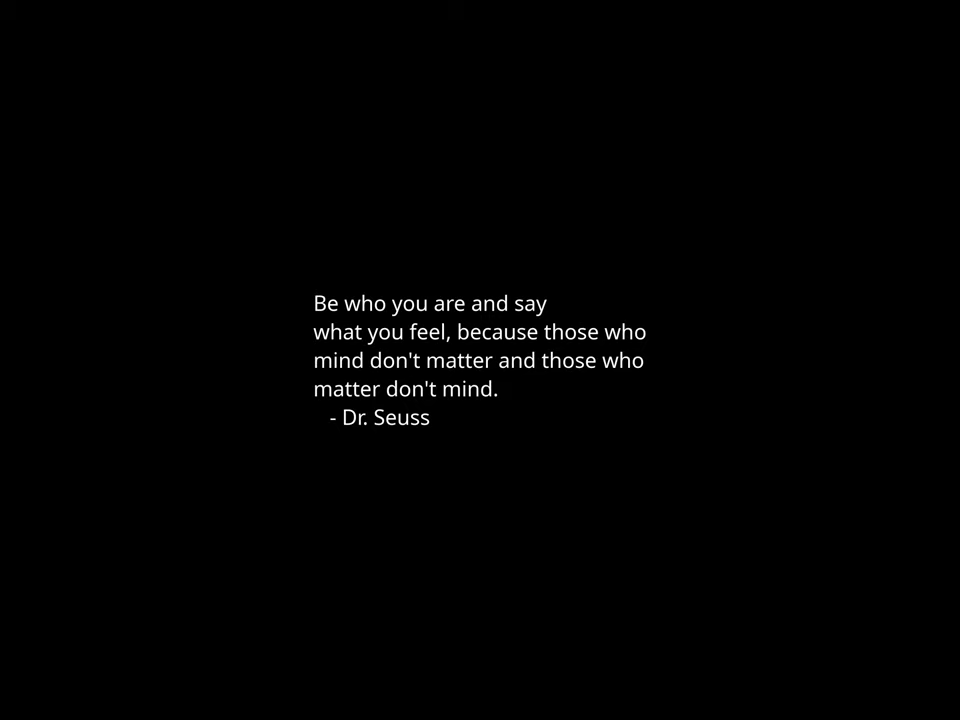 Be who you are and say
what you feel, because those who
mind don't matter and those who
matter don't mind.
- Dr. Seuss